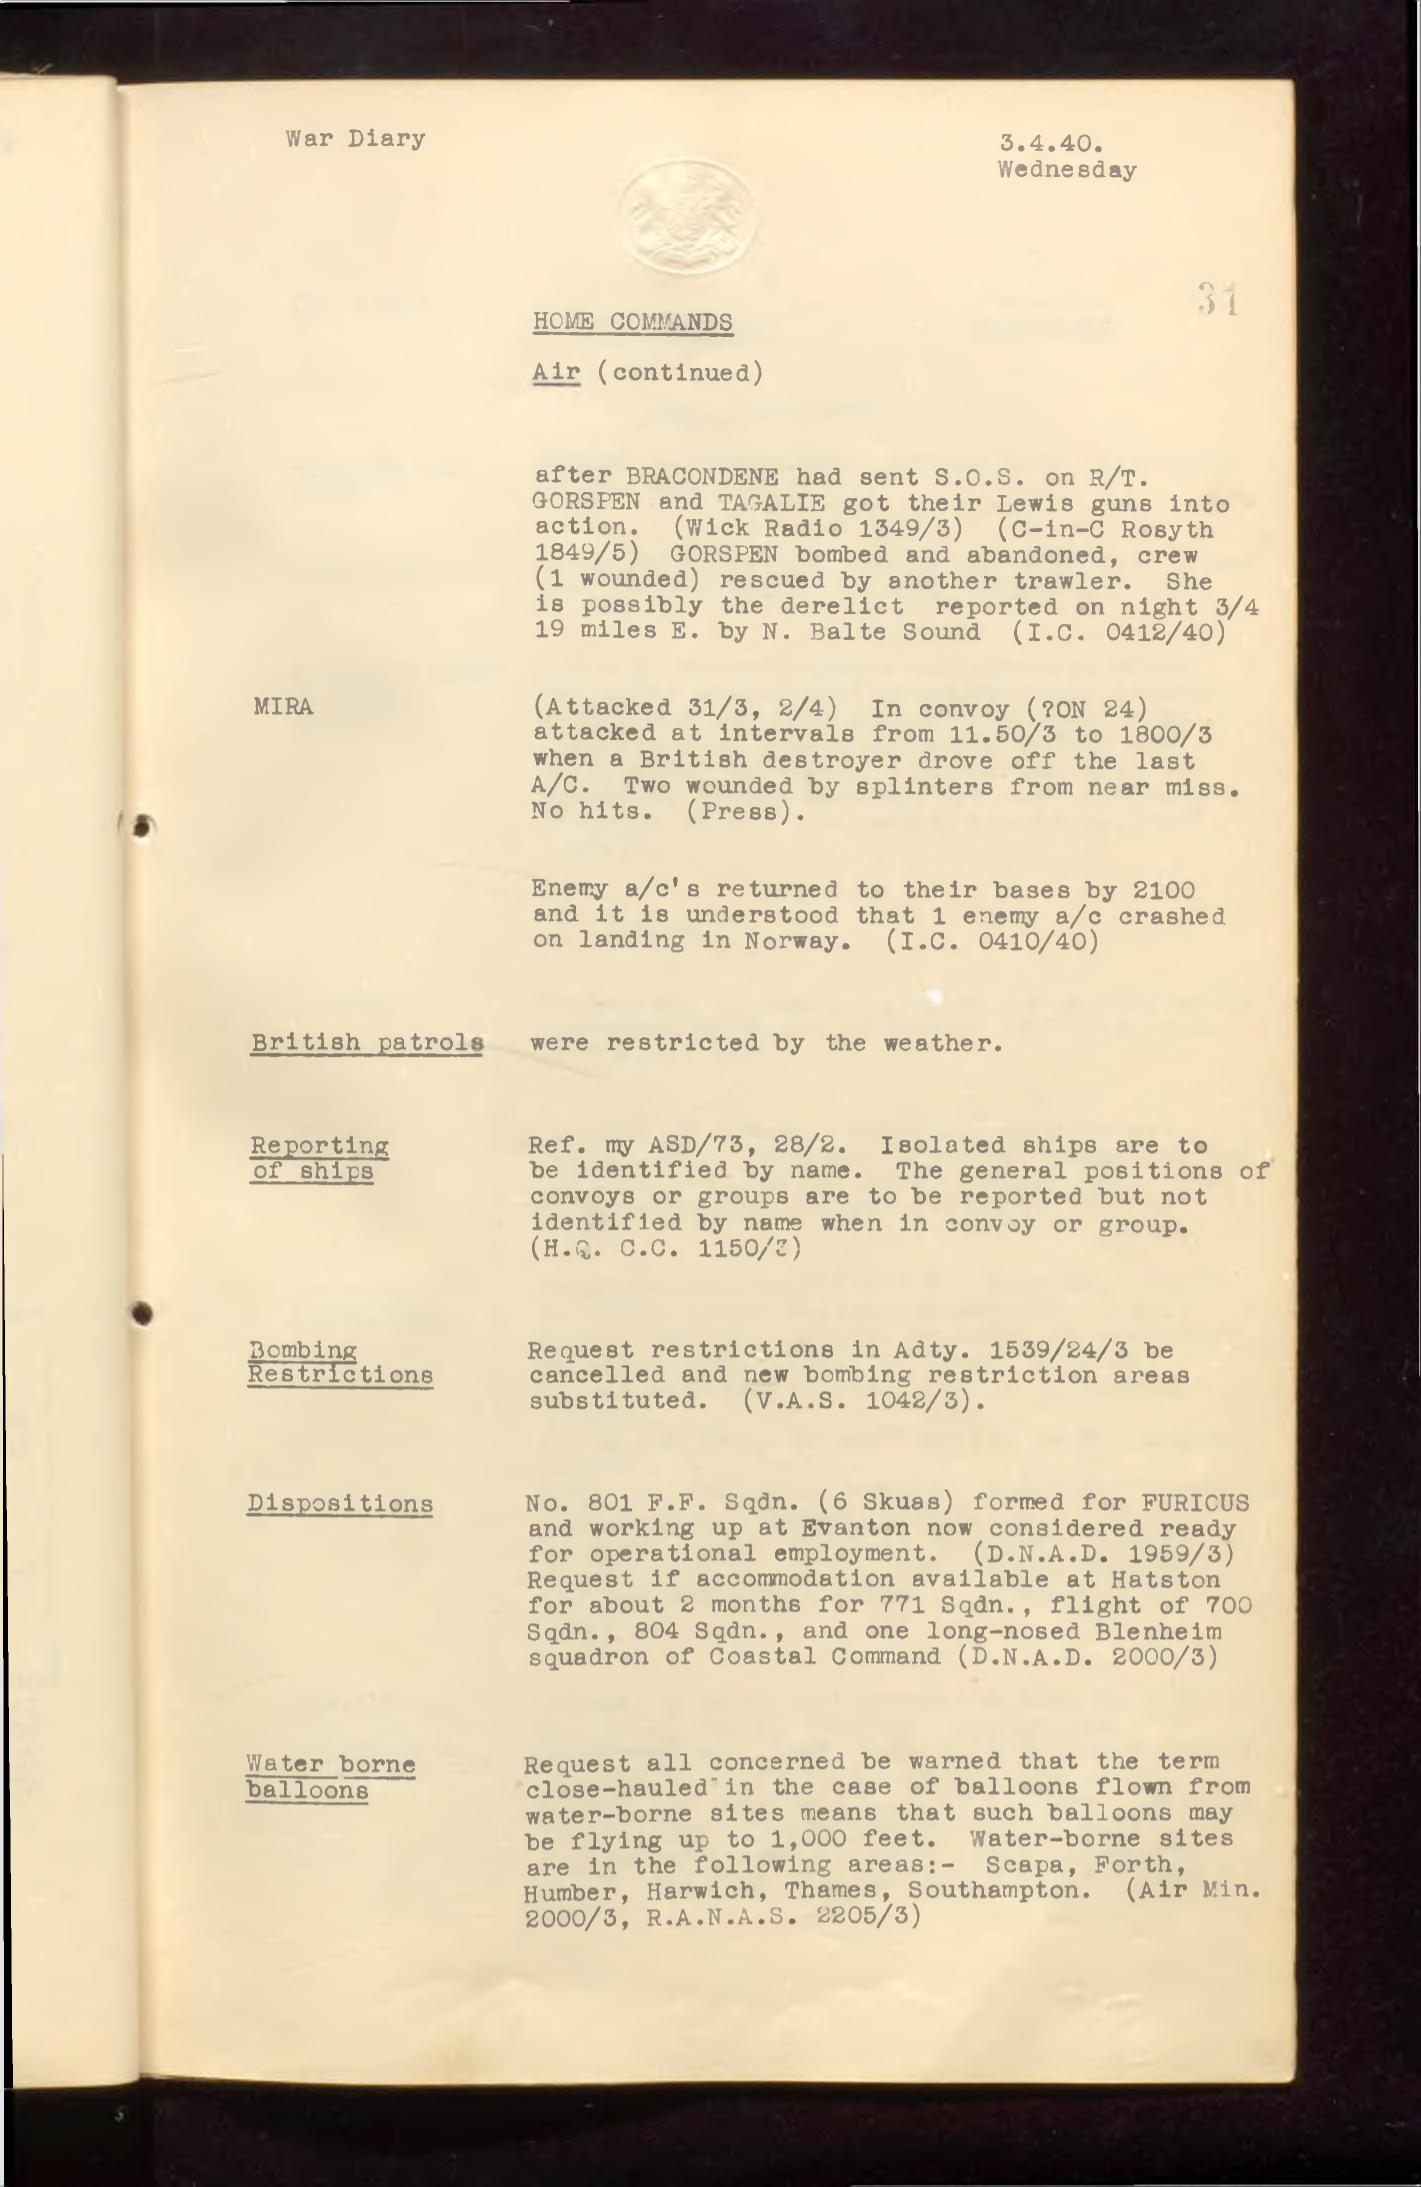 War Diary
3.4.40.
Wednesday
31
HOME COMMANDS
Air (continued)
after BRACONDENE had sent S.O.S. on R/T.
GORSPEN and TAGALIE got their Lewis guns into
action. (Wick Radio 1349/3) (C-in-C Rosyth
1849/5) GORSPEN bombed and abandoned, crew
(1 wounded) rescued by another trawler. She
is possibly the derelict reported on night 3/4
19 miles E. by N. Balte Sound (I.C. 0412/40)
MIRA
(Attacked 31/3, 2/4) In convoy (?ON 24)
attacked at intervals from 11.50/3 to 1800/3
when a British destroyer drove off the last
A/C. Two wounded by splinters from near miss.
No hits. (Press).
Enemy a/c's returned to their bases by 2100
and it is understood that 1 enemy a/c crashed
on landing in Norway. (I.C. 0410/40)
British patrols were restricted by the weather.
Reporting
of ships
Ref. my ASD/73, 28/2. Isolated ships are to
be identified by name. The general positions of
convoys or groups are to be reported but not
identified by name when in convoy or group.
(H.Q. C.C. 1150/3)
Bombing
Restrictions
Request restrictions in Adty. 1539/24/3 be
cancelled and new bombing restriction areas
substituted. (V.A.S. 1042/3).
Dispositions
No. 801 F.F. Sqdn. (6 Skuas) formed for FURICUS
and working up at Evanton now considered ready
for operational employment. (D.N.A.D. 1959/3)
Request if accommodation available at Hatston
for about 2 months for 771 Sqdn., flight of 700
Sqdn., 804 Sqdn., and one long-nosed Blenheim
squadron of Coastal Command (D.N.A.D. 2000/3)
Water borne
balloons
Request all concerned be warned that the term
"close-hauled" in the case of balloons flown from
water-borne sites means that such balloons may
be flying up to 1,000 feet. Water-borne sites
are in the following areas:- Scapa, Forth,
Humber, Harwich, Thames, Southampton. (Air Min.
2000/3, R.A.N.A.S. 2205/3)